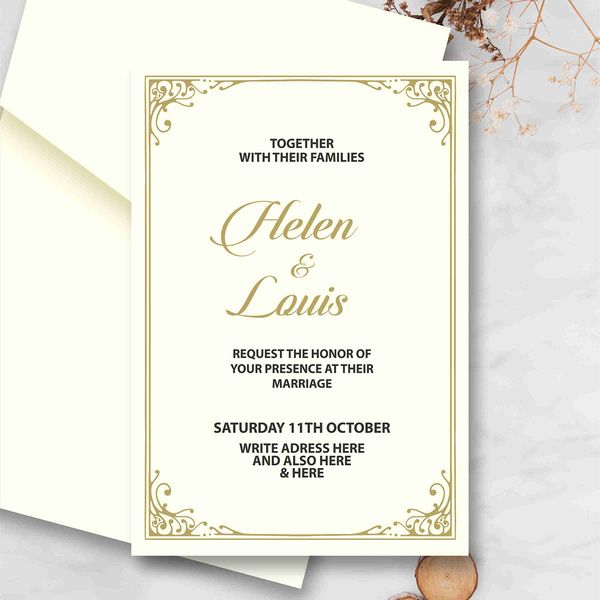 TOGETHER
WITH THEIR FAMILIES
Helen
&
Louis
REQUEST THE HONOR OF
YOUR PRESENCE AT THEIR
MARRIAGE
SATURDAY 11TH OCTOBER
WRITE ADRESS HERE
AND ALSO HERE
& HERE